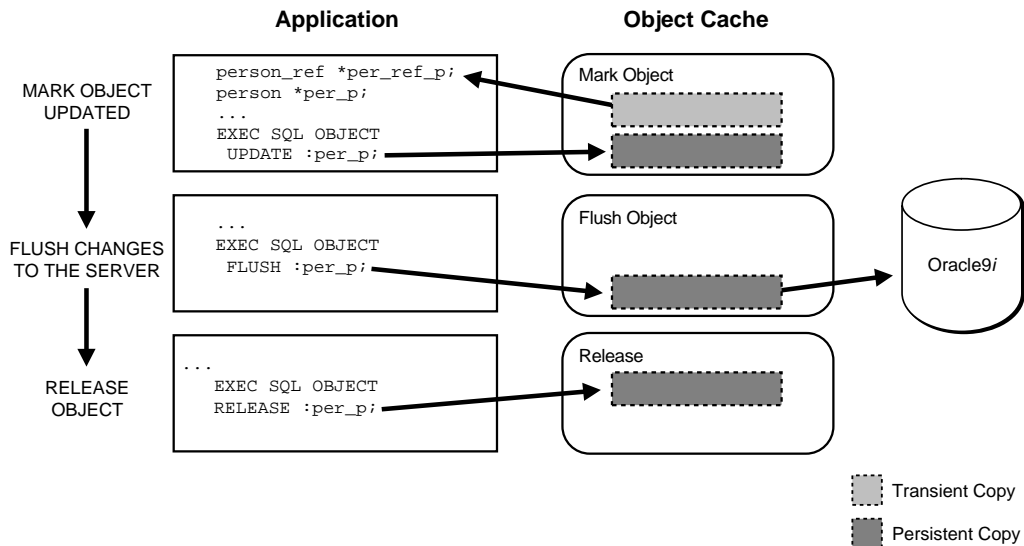 Application
Object Cache
MARK OBJECT
UPDATED
person_ref *per_ref_p;
person *per_p;
...
EXEC SQL OBJECT
UPDATE :per_p;
Mark Object
FLUSH CHANGES
TO THE SERVER
...
EXEC SQL OBJECT
FLUSH :per_p;
Flush Object
Oracle9i
RELEASE
OBJECT
...
EXEC SQL OBJECT
RELEASE :per_p;
Release
Transient Copy
Persistent Copy